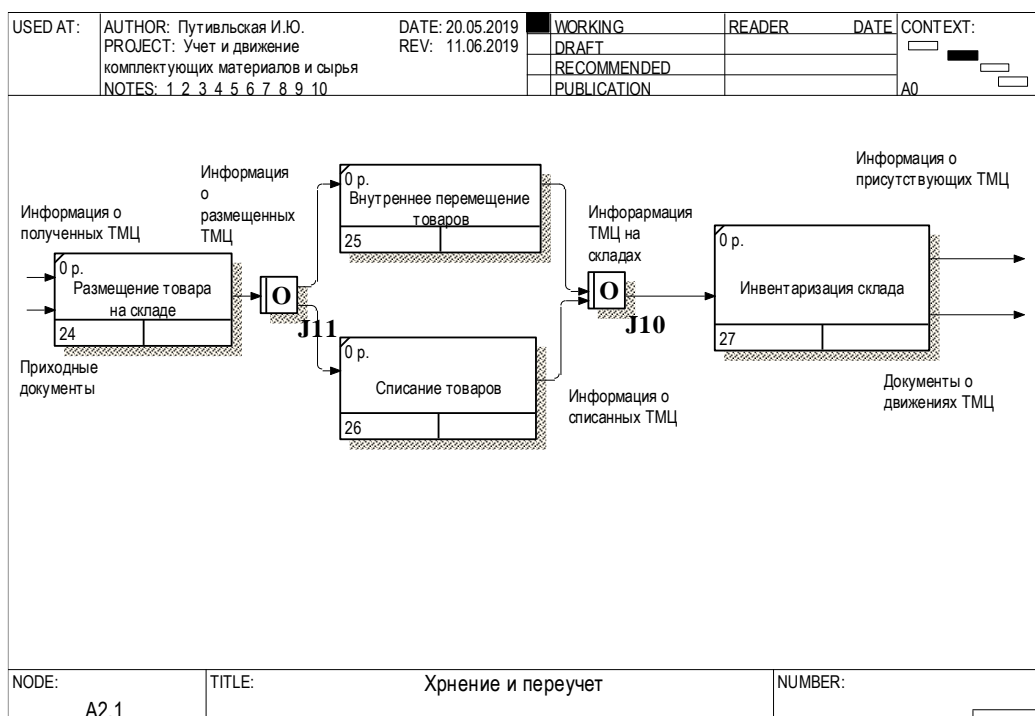 USED AT:
AUTHOR: Путивльская И.Ю.
DATE: 20.05.2019
PROJECT: Учет и движение
REV: 11.06.2019
комплектующих материалов и сырья
NOTES: 1 2 3 4 5 6 7 8 9 10
WORKING
DRAFT
RECOMMENDED
PUBLICATION
READER
DATE
CONTEXT:
A0
Информация о
полученных ТМЦ
0 р.
Размещение товара
на складе
24
Приходные
документы
Информация
о
размещенных
ТМЦ
O
J11
0 р.
Внутреннее перемещение
товаров
25
0 р.
Списание товаров
26
Инфорармация
ТМЦ на
складах
O
J10
Информация о
списанных ТМЦ
0 р.
Инвентаризация склада
27
Информация о
присутствующих ТМЦ
Документы о
движениях ТМЦ
NODE:
A2.1
TITLE:
Хрнение и переучет
NUMBER: